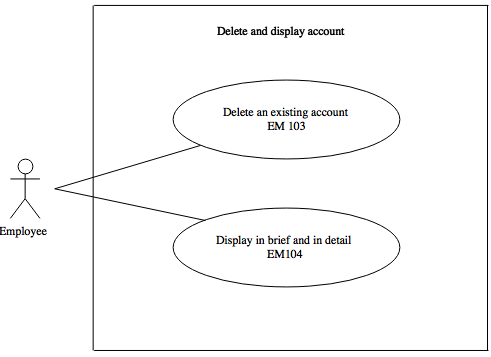 Delete and display account
Delete an existing account
EM 103
Employee
Display in brief and in detail
EM104